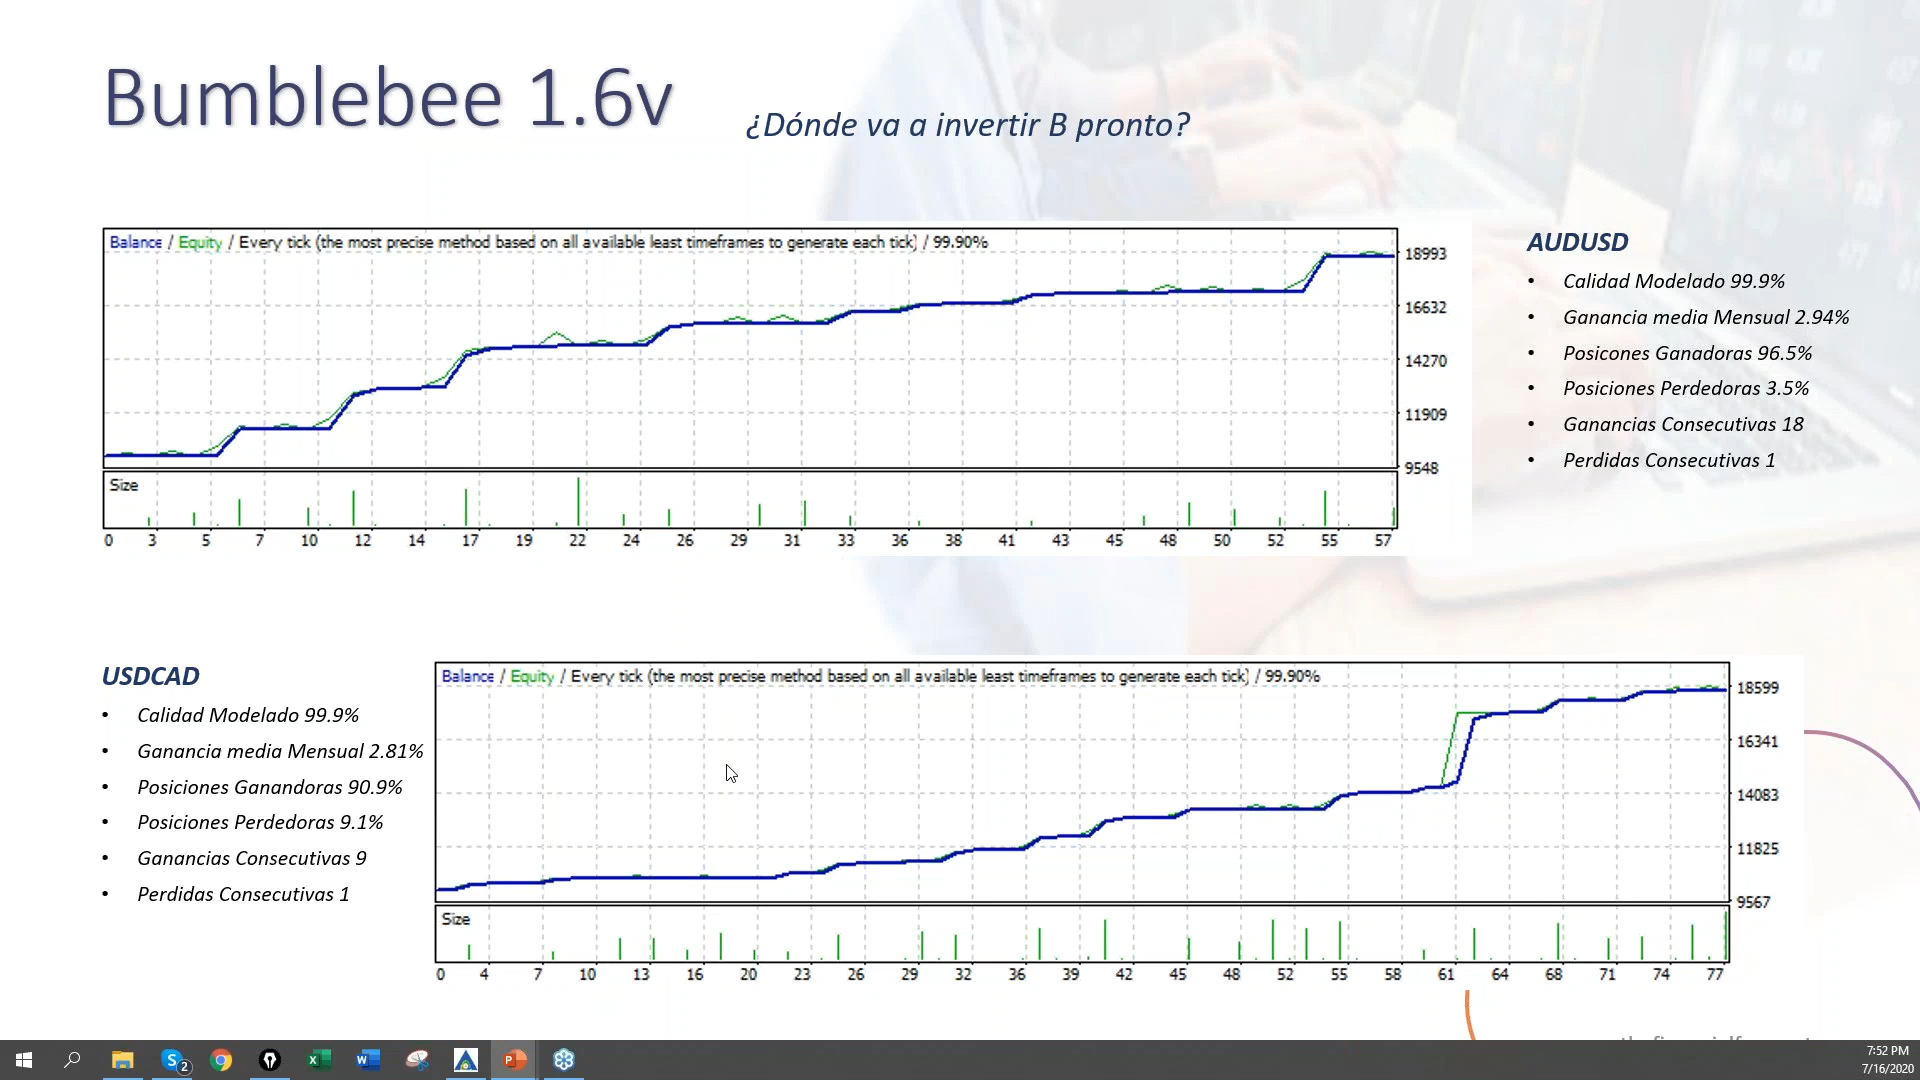 Bumblebee 1.6v
¿Dónde va a invertir B pronto?
Balance / Equity / Every tick (the most precise method based on all available least timeframes to generate each tick) / 99.90%
18993
16632
14270
11909
9548
Size
0 3 5 7 10 12 14 17 19 22 24 26 29 31 33 36 38 41 43 45 48 50 52 55 57
AUDUSD
• Calidad Modelado 99.9%
• Ganancia media Mensual 2.94%
• Posicones Ganadoras 96.5%
• Posiciones Perdedoras 3.5%
• Ganancias Consecutivas 18
• Perdidas Consecutivas 1
USDCAD
• Calidad Modelado 99.9%
• Ganancia media Mensual 2.81%
• Posiciones Ganandoras 90.9%
• Posiciones Perdedoras 9.1%
• Ganancias Consecutivas 9
• Perdidas Consecutivas 1
Balance / Equity / Every tick (the most precise method based on all available least timeframes to generate each tick) / 99.90%
18599
16341
14083
11825
9567
Size
0 4 7 10 13 16 20 23 26 29 32 36 39 42 45 48 52 55 58 61 64 68 71 74 77
7:52 PM
7/16/2020